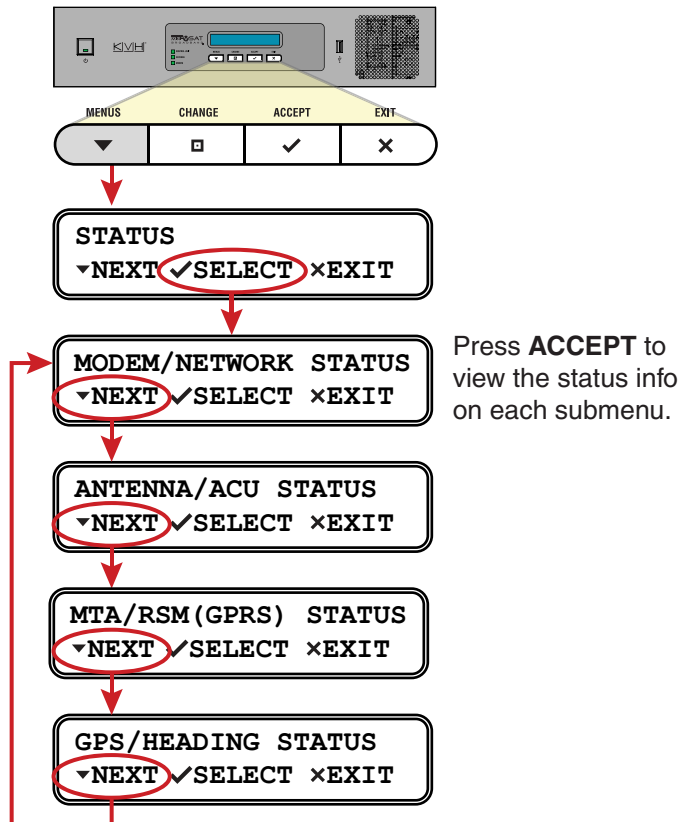 KVH
MENUS CHANGE ACCEPT EXIT
STATUS
▼NEXT ✓SELECT ×EXIT
MODEM/NETWORK STATUS
▼NEXT ✓SELECT ×EXIT
Press ACCEPT to
view the status info
on each submenu.
ANTENNA/ACU STATUS
▼NEXT ✓SELECT ×EXIT
MTA/RSM(GPRS) STATUS
▼NEXT ✓SELECT ×EXIT
GPS/HEADING STATUS
▼NEXT ✓SELECT ×EXIT